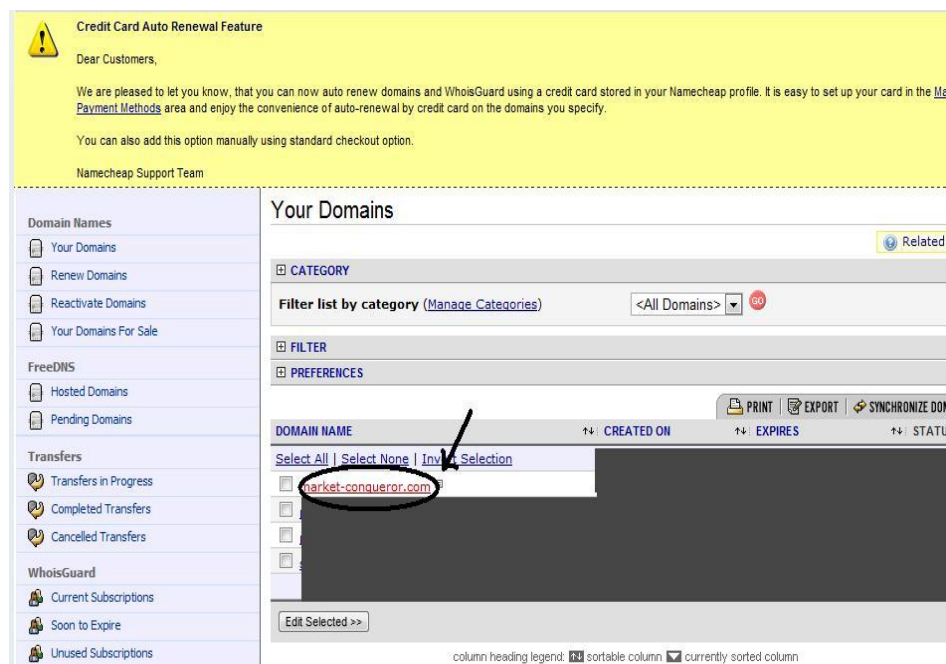 Credit Card Auto Renewal Feature
Dear Customers,
We are pleased to let you know, that you can now auto renew domains and WhoisGuard using a credit card stored in your Namecheap profile. It is easy to set up your card in the
Payment Methods area and enjoy the convenience of auto-renewal by credit card on the domains you specify.
You can also add this option manually using standard checkout option.
Namecheap Support Team
Domain Names
Your Domains
Renew Domains
Reactivate Domains
Your Domains For Sale
FreeDNS
Hosted Domains
Pending Domains
Transfers
Transfers in Progress
Completed Transfers
Cancelled Transfers
WhoisGuard
Current Subscriptions
Soon to Expire
Unused Subscriptions
Your Domains
Related
CATEGORY
Filter list by category (Manage Categories)
<All Domains>
GO
FILTER
PREFERENCES
PRINT | EXPORT | SYNCHRONIZE
DOMAIN NAME CREATED ON EXPIRES
Select All | Select None | Invert Selection
market-conqueror.com
Edit Selected >>
column heading legend: sortable column currently sorted column